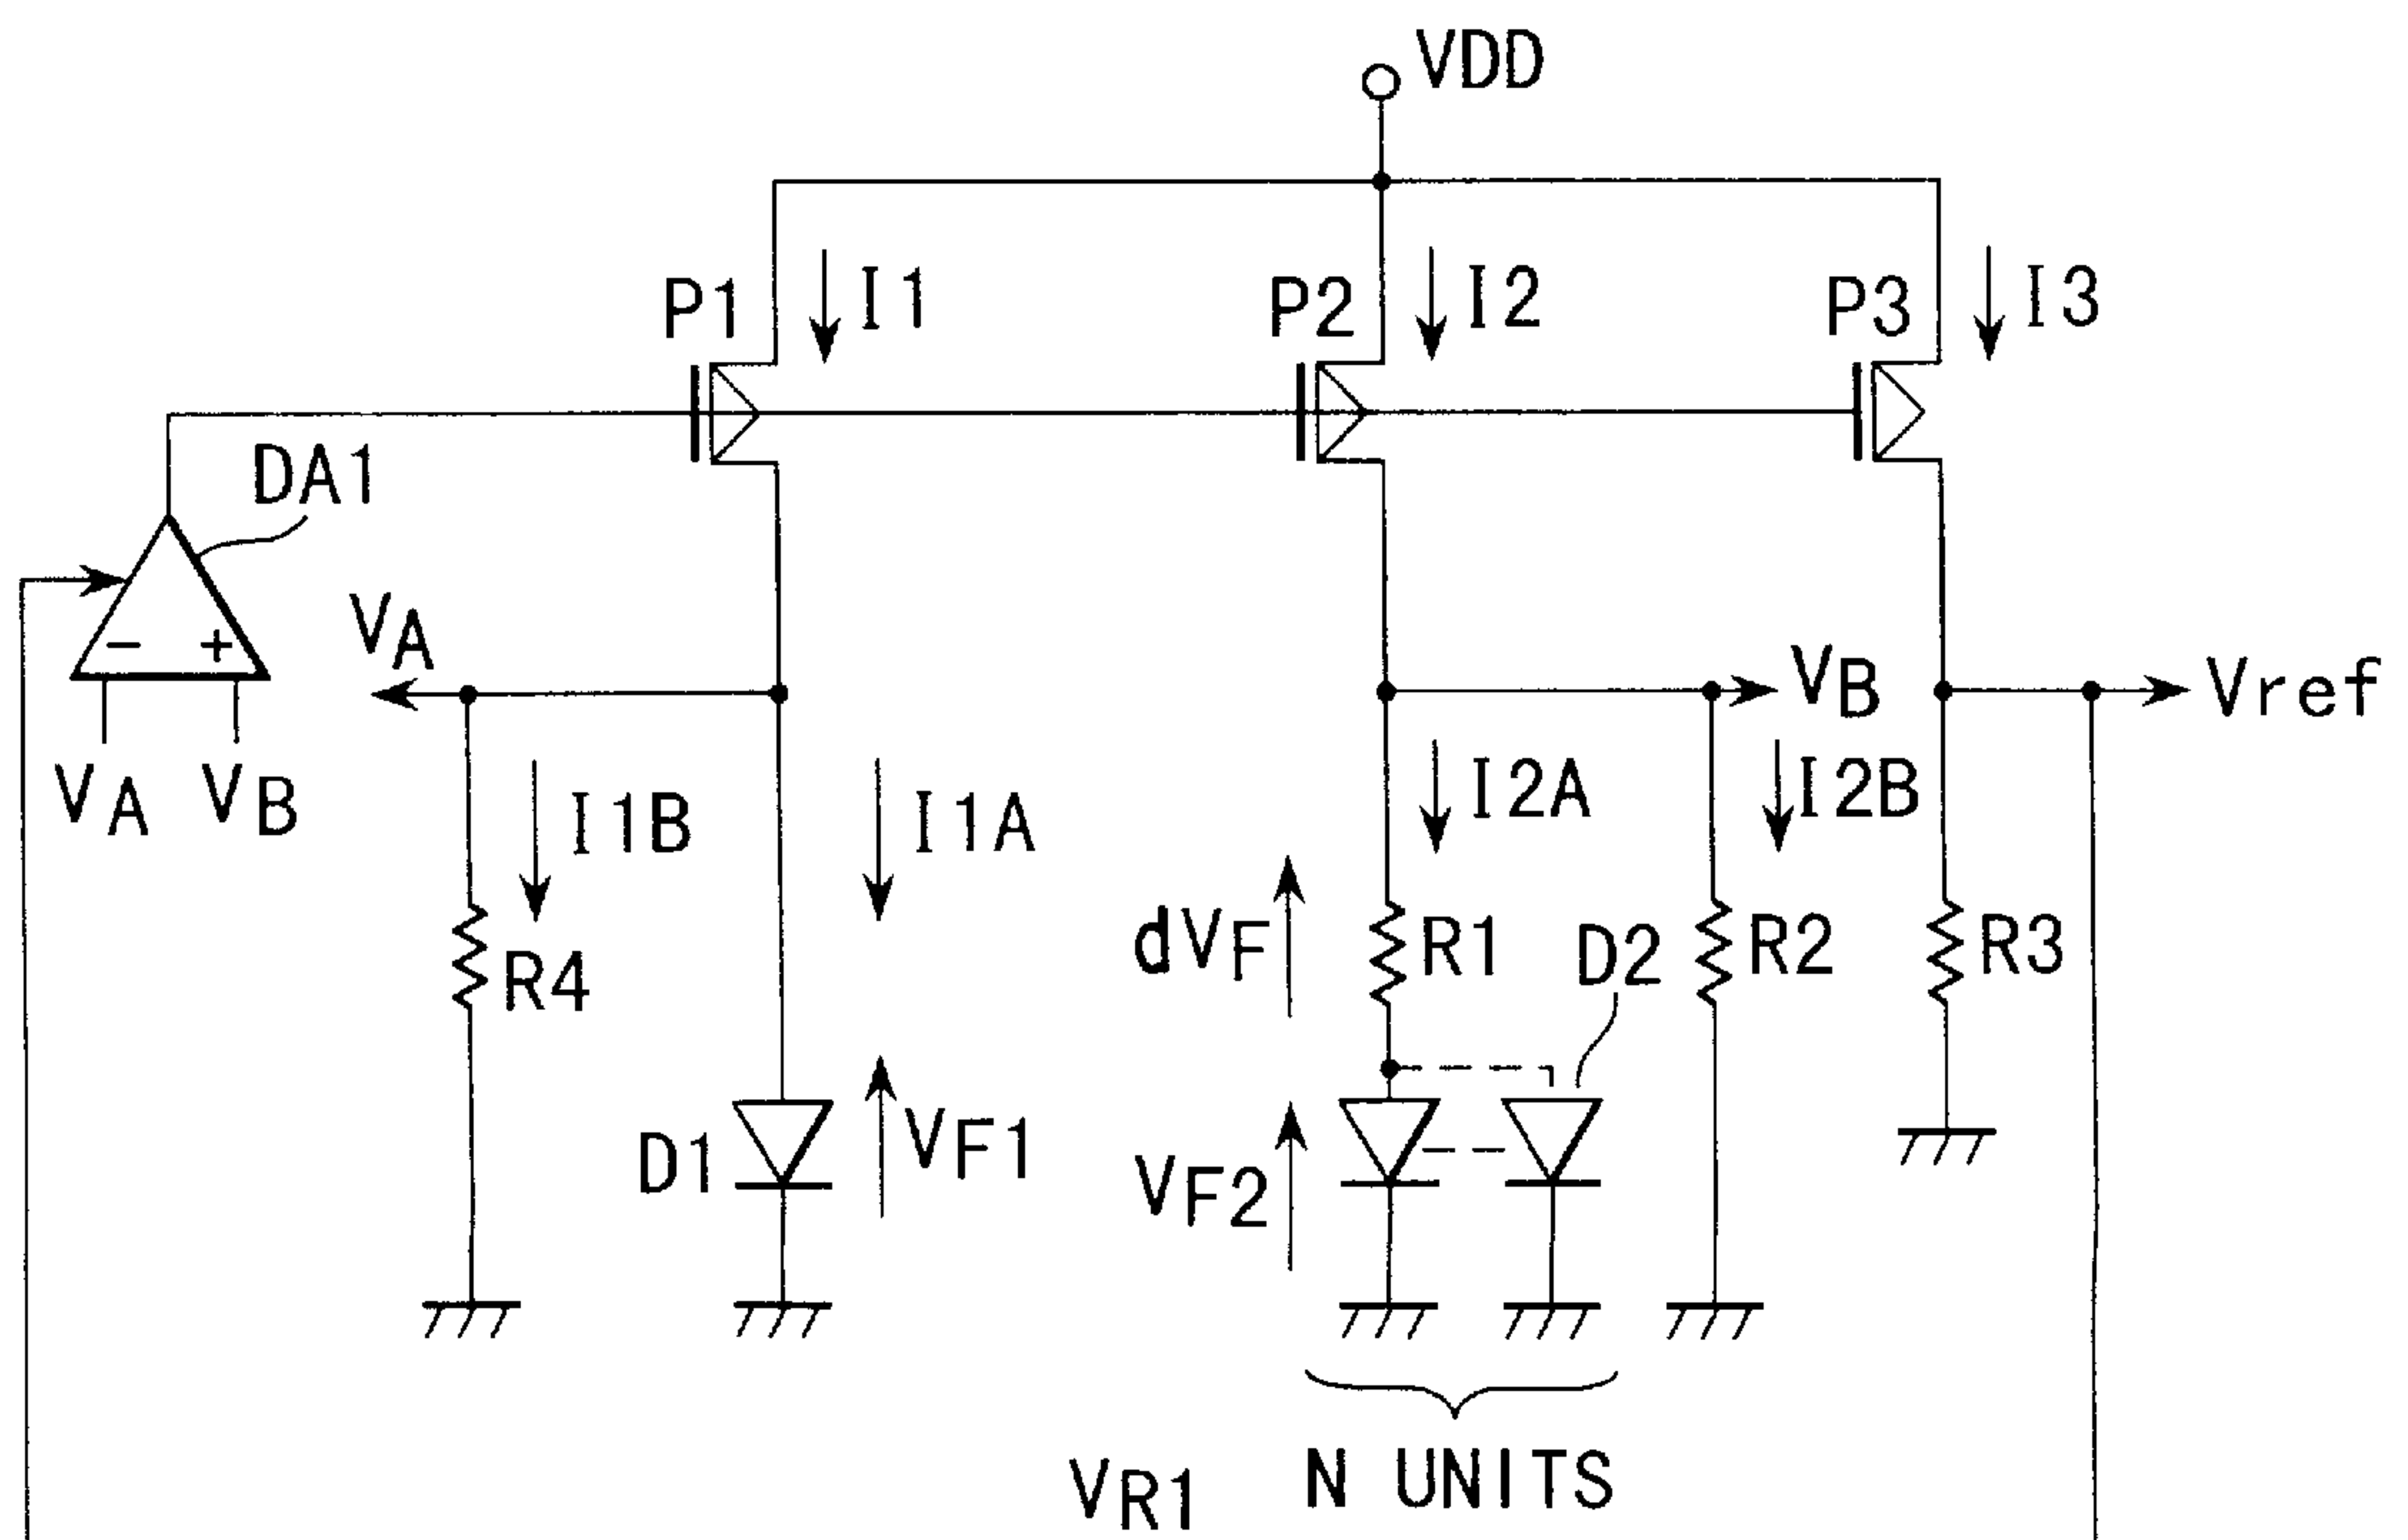 VDD
P1
I1
P2
I2
P3
I3
DA1
− +
VA VB
VA
VB
Vref
I1B
I1A
I2A
I2B
R4
dVF
R1
D2
R2
R3
D1
VF1
VF2
N UNITS
VR1